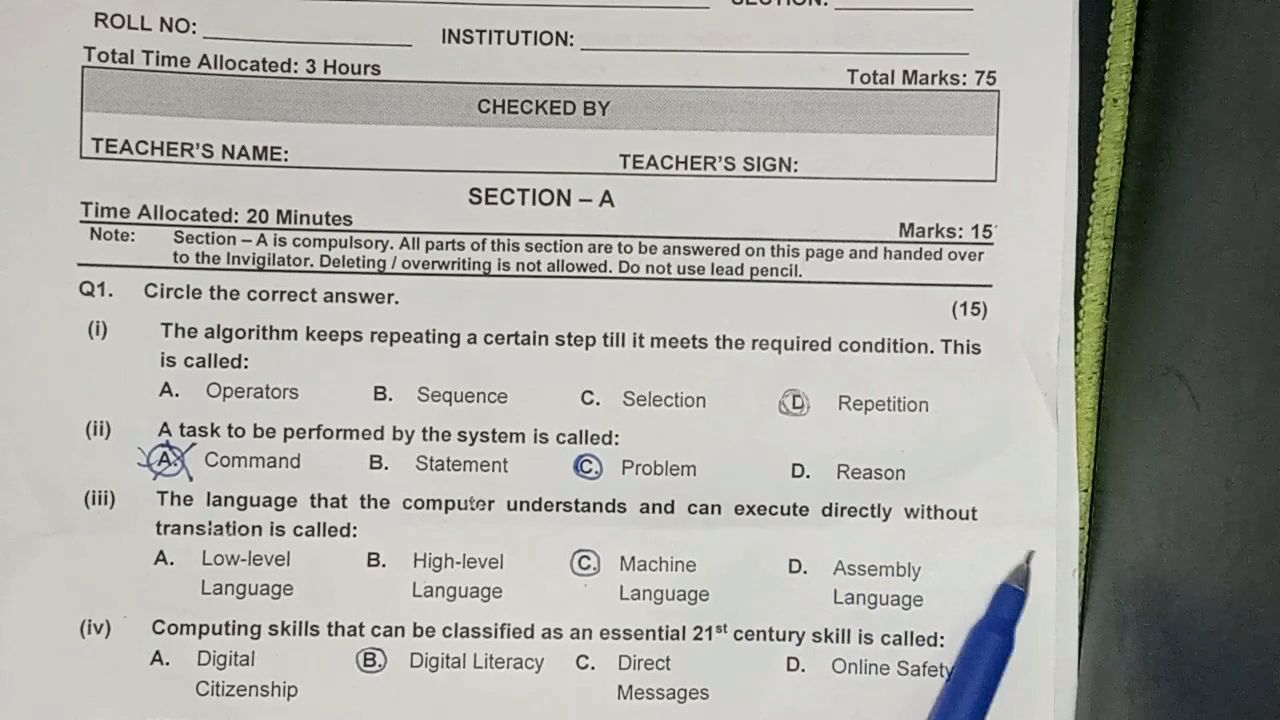 ROLL NO: INSTITUTION:
Total Time Allocated: 3 Hours Total Marks: 75
CHECKED BY
TEACHER'S NAME: TEACHER'S SIGN:
SECTION – A
Time Allocated: 20 Minutes Marks: 15
Note: Section – A is compulsory. All parts of this section are to be answered on this page and handed over
to the Invigilator. Deleting / overwriting is not allowed. Do not use lead pencil.
Q1. Circle the correct answer. (15)
(i) The algorithm keeps repeating a certain step till it meets the required condition. This
is called:
A. Operators B. Sequence C. Selection D Repetition
(ii) A task to be performed by the system is called:
A. Command B. Statement C. Problem D. Reason
(iii) The language that the computer understands and can execute directly without
translation is called:
A. Low-level B. High-level C. Machine D. Assembly
Language Language Language Language
(iv) Computing skills that can be classified as an essential 21st century skill is called:
A. Digital B. Digital Literacy C. Direct D. Online Safety
Citizenship Messages